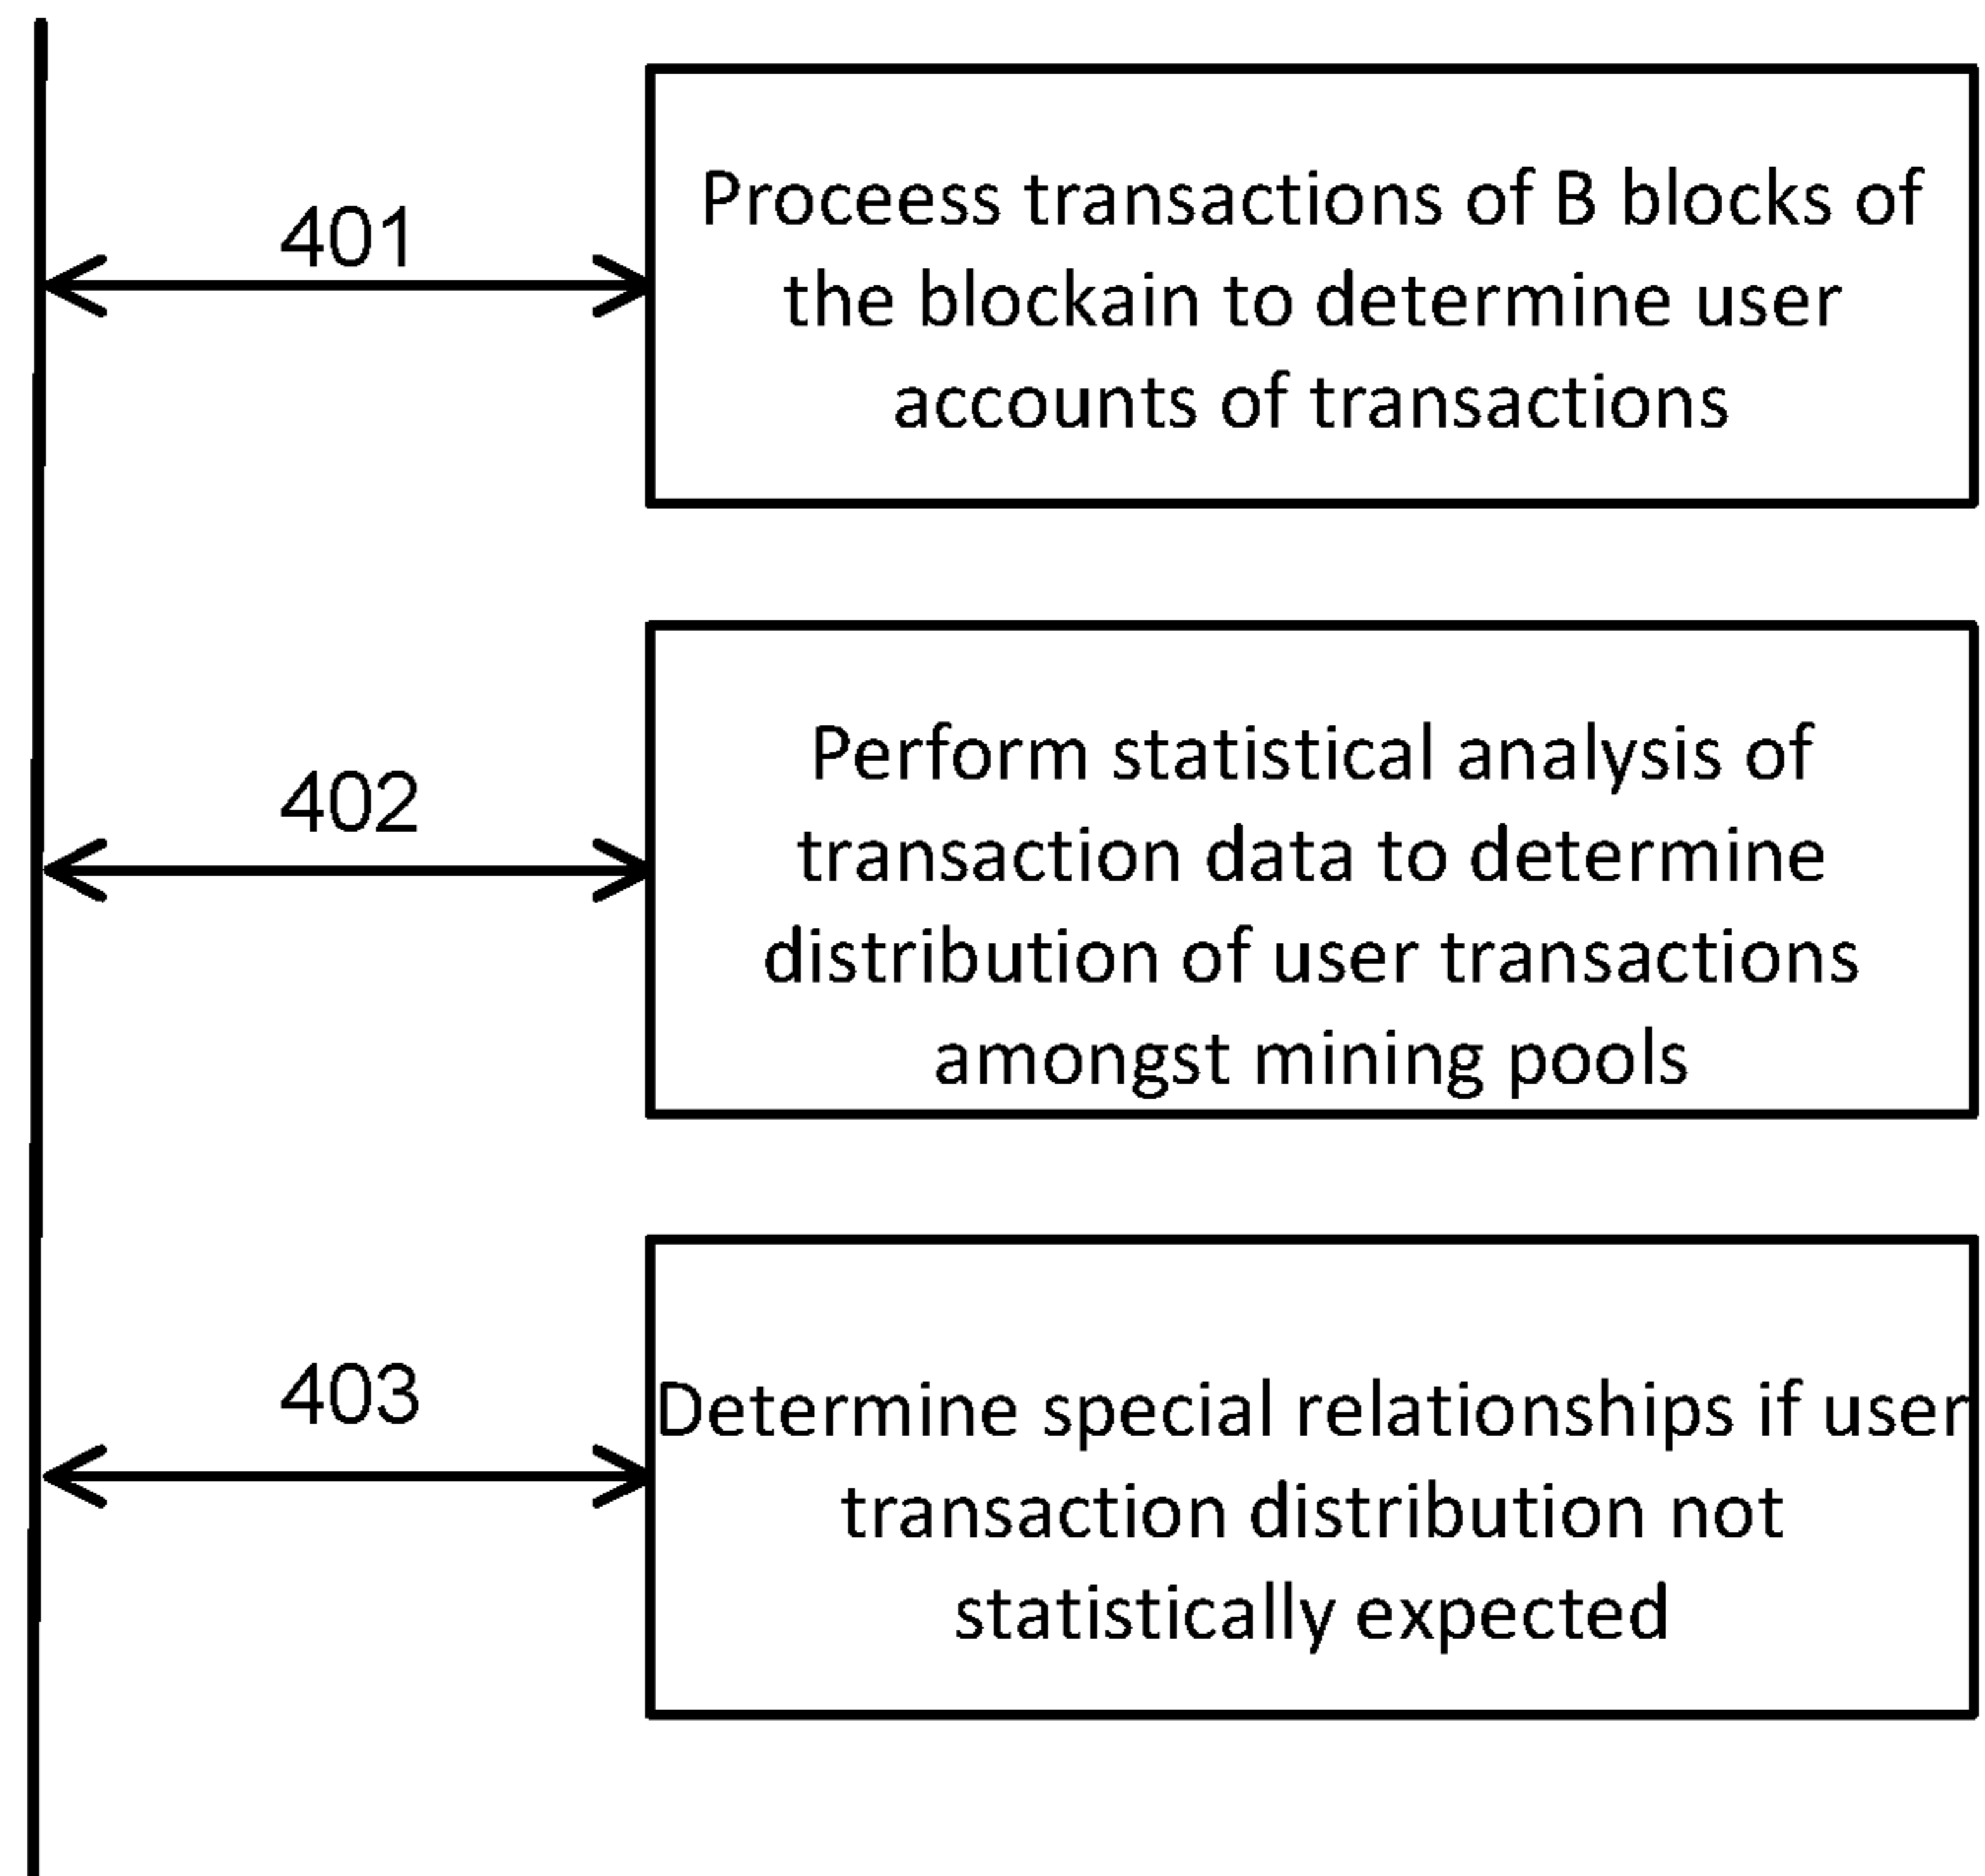 401
Proceess transactions of B blocks of
the blockain to determine user
accounts of transactions
402
Perform statistical analysis of
transaction data to determine
distribution of user transactions
amongst mining pools
403
Determine special relationships if user
transaction distribution not
statistically expected